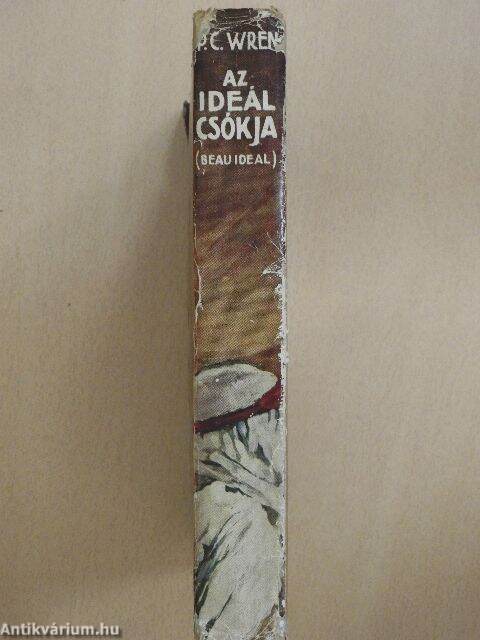 P.C. WREN
AZ
IDEÁL
CSÓKJA
(BEAU IDEAL)
Antikvárium.hu